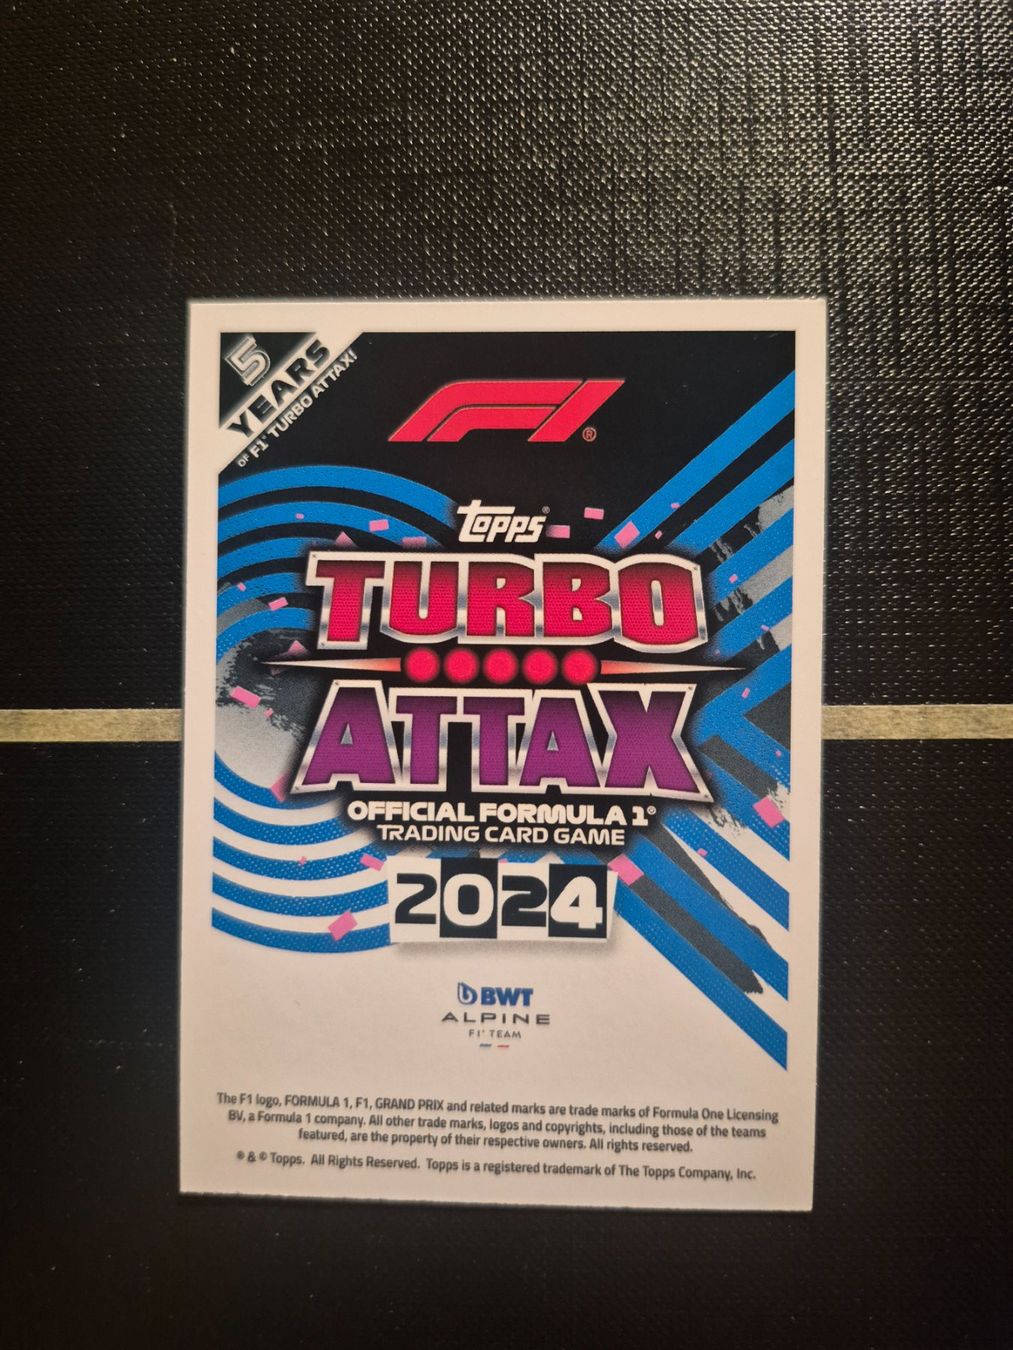 5
YEARS
OF F1® TURBO ATTAX!
F1®
topps®
TURBO
ATTAX
OFFICIAL FORMULA 1®
TRADING CARD GAME
2024
BWT
ALPINE
F1® TEAM
The F1 logo, FORMULA 1, F1, GRAND PRIX and related marks are trade marks of Formula One Licensing
BV, a Formula 1 company. All other trade marks, logos and copyrights, including those of the teams
featured, are the property of their respective owners. All rights reserved.
® & © Topps. All Rights Reserved. Topps is a registered trademark of The Topps Company, Inc.